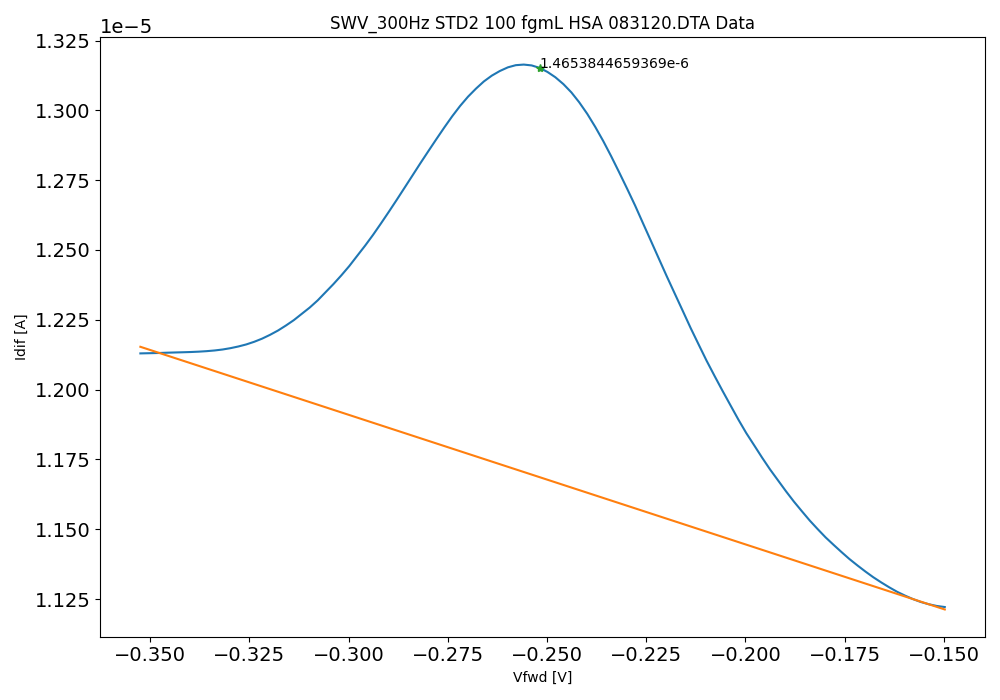 SWV_300Hz STD2 100 fgmL HSA 083120.DTA Data
1e−5
1.4653844659369e-6
1.325
1.300
1.275
1.250
1.225
1.200
1.175
1.150
1.125
Idif [A]
−0.350 −0.325 −0.300 −0.275 −0.250 −0.225 −0.200 −0.175 −0.150
Vfwd [V]